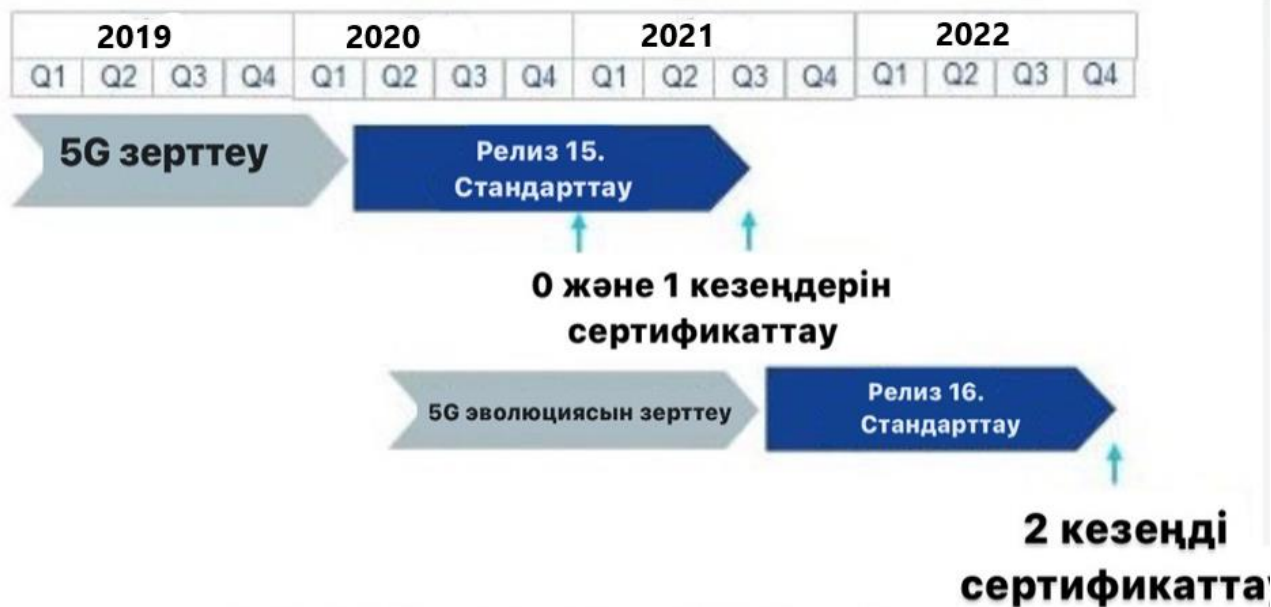 2019 2020 2021 2022
Q1 Q2 Q3 Q4 Q1 Q2 Q3 Q4 Q1 Q2 Q3 Q4 Q1 Q2 Q3 Q4
5G зерттеу
Релиз 15.
Стандарттау
0 және 1 кезеңдерін
сертификаттау
5G эволюциясын зерттеу
Релиз 16.
Стандарттау
2 кезеңді
сертификаттау